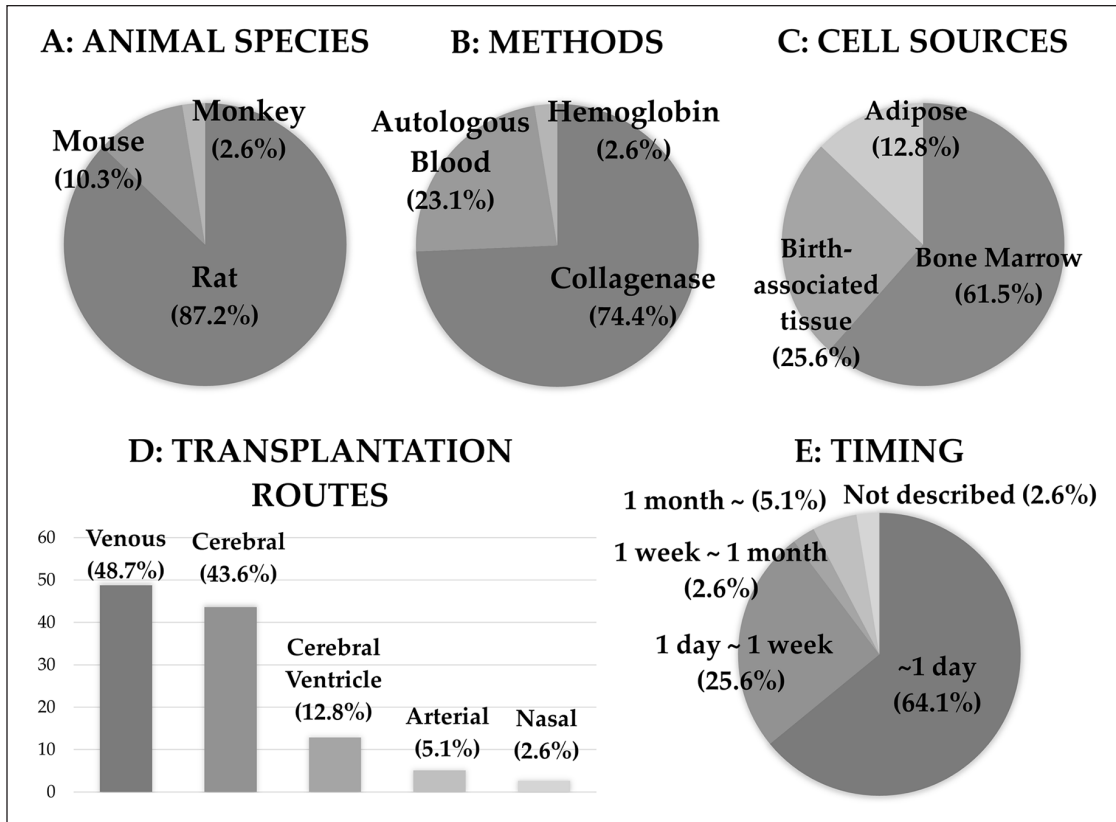 A: ANIMAL SPECIES
Monkey
(2.6%)
Mouse
(10.3%)
Rat
(87.2%)
B: METHODS
Hemoglobin
(2.6%)
Autologous
Blood
(23.1%)
Collagenase
(74.4%)
C: CELL SOURCES
Adipose
(12.8%)
Birth-
associated
tissue
(25.6%)
Bone Marrow
(61.5%)
D: TRANSPLANTATION
ROUTES
60
50
40
30
20
10
0
Venous
(48.7%)
Cerebral
(43.6%)
Cerebral
Ventricle
(12.8%)
Arterial
(5.1%)
Nasal
(2.6%)
E: TIMING
1 month ~ (5.1%)
Not described (2.6%)
1 week ~ 1 month
(2.6%)
1 day ~ 1 week
(25.6%)
~1 day
(64.1%)